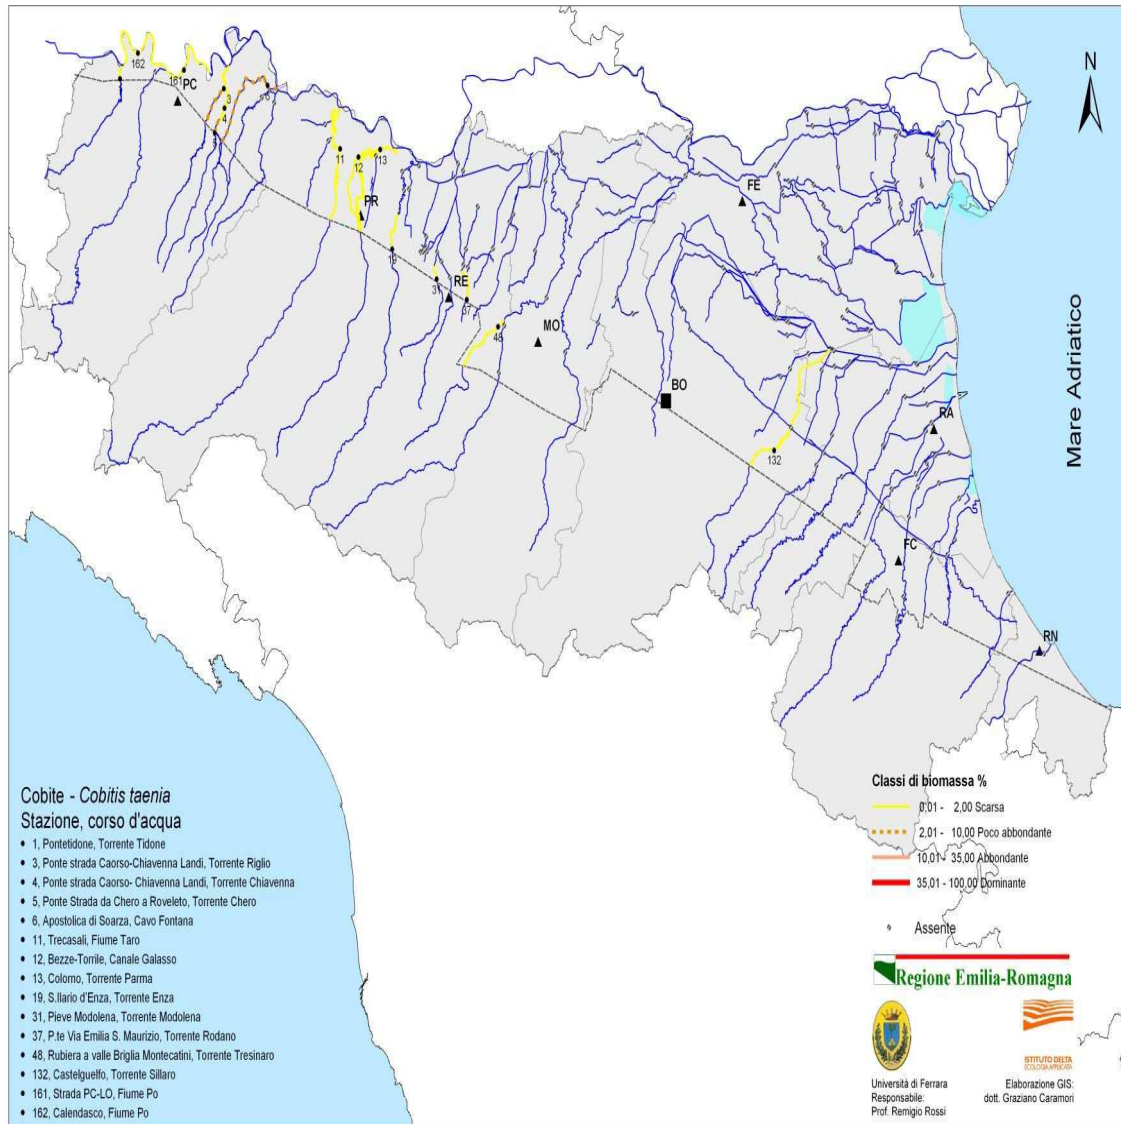 N
162
161
PC
3
4
5
6
11
12
13
PR
19
31
RE
37
48
MO
FE
BO
132
RA
FC
RN
Mare Adriatico
Cobite - Cobitis taenia
Stazione, corso d'acqua
• 1, Pontetidone, Torrente Tidone
• 3, Ponte strada Caorso-Chiavenna Landi, Torrente Riglio
• 4, Ponte strada Caorso- Chiavenna Landi, Torrente Chiavenna
• 5, Ponte Strada da Chero a Roveleto, Torrente Chero
• 6, Apostolica di Soarza, Cavo Fontana
• 11, Trecasali, Fiume Taro
• 12, Bezze-Torrile, Canale Galasso
• 13, Colorno, Torrente Parma
• 19, S.Ilario d'Enza, Torrente Enza
• 31, Pieve Modolena, Torrente Modolena
• 37, P.te Via Emilia S. Maurizio, Torrente Rodano
• 48, Rubiera a valle Briglia Montecatini, Torrente Tresinaro
• 132, Castelguelfo, Torrente Sillaro
• 161, Strada PC-LO, Fiume Po
• 162, Calendasco, Fiume Po
Classi di biomassa %
0,01 - 2,00 Scarsa
2,01 - 10,00 Poco abbondante
10,01 - 35,00 Abbondante
35,01 - 100,00 Dominante
Assente
Regione Emilia-Romagna
ISTITUTO DELTA
ECOLOGIA APPLICATA
Università di Ferrara
Responsabile:
Prof. Remigio Rossi
Elaborazione GIS:
dott. Graziano Caramori